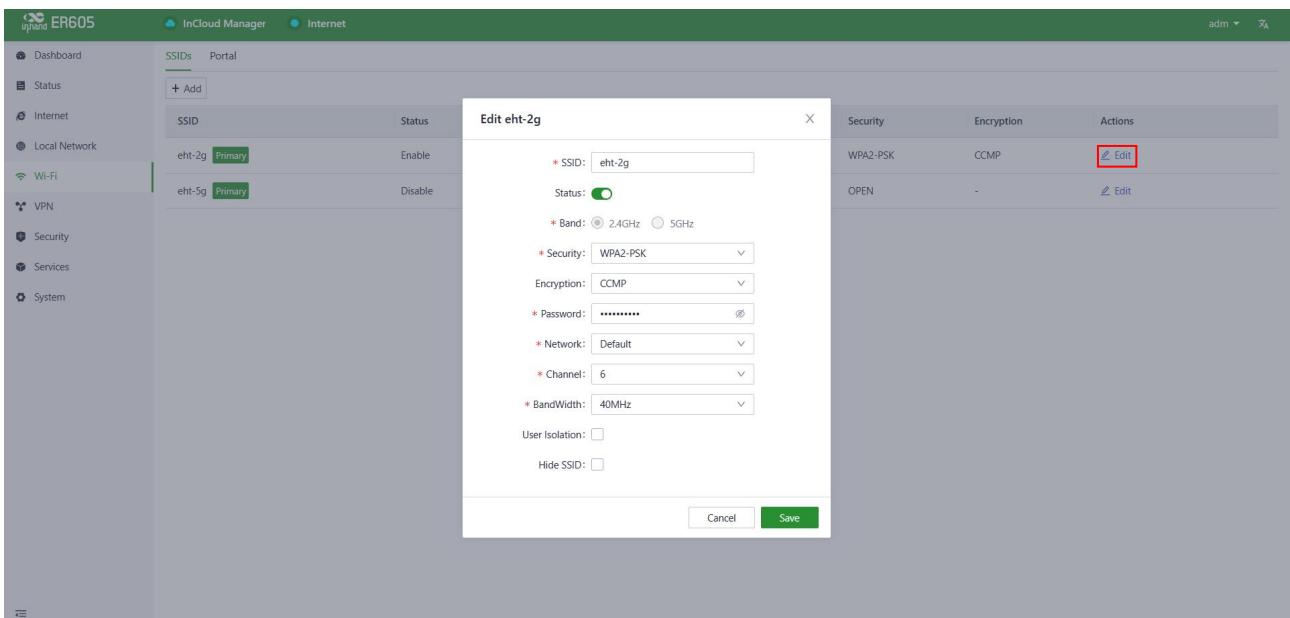 inhand ER605 InCloud Manager Internet adm
Dashboard
Status
Internet
Local Network
Wi-Fi
VPN
Security
Services
System
SSIDs Portal
+ Add
SSID Status Security Encryption Actions
eht-2g Primary Enable WPA2-PSK CCMP Edit
eht-5g Primary Disable OPEN - Edit
Edit eht-2g
* SSID: eht-2g
Status:
* Band: 2.4GHz 5GHz
* Security: WPA2-PSK
Encryption: CCMP
* Password: ••••••••••
* Network: Default
* Channel: 6
* BandWidth: 40MHz
User Isolation:
Hide SSID:
Cancel Save